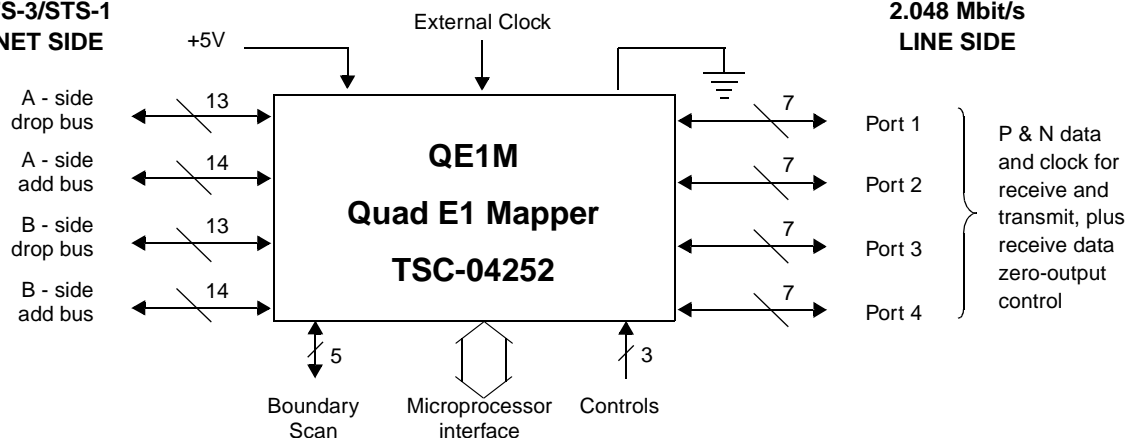 2.048 Mbit/s
NET SIDE
LINE SIDE
+5V
External Clock
A - side
drop bus
13
A - side
add bus
14
B - side
drop bus
13
B - side
add bus
14
QE1M
Quad E1 Mapper
TSC-04252
7
Port 1
7
Port 2
7
Port 3
7
Port 4
P & N data
and clock for
receive and
transmit, plus
receive data
zero-output
control
5
3
Boundary
Scan
Microprocessor
interface
Controls